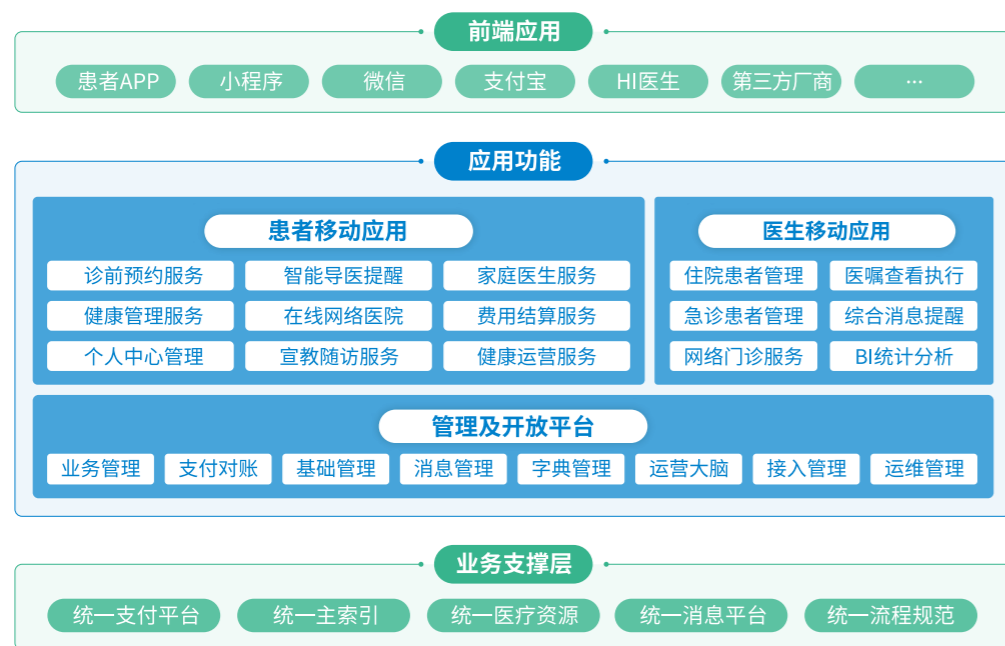 前端应用
患者APP 小程序 微信 支付宝 HI医生 第三方厂商 ...
应用功能
患者移动应用
诊前预约服务 智能导医提醒 家庭医生服务
健康管理服务 在线网络医院 费用结算服务
个人中心管理 宣教随访服务 健康运营服务
医生移动应用
住院患者管理 医嘱查看执行
急诊患者管理 综合消息提醒
网络门诊服务 BI统计分析
管理及开放平台
业务管理 支付对账 基础管理 消息管理 字典管理 运营大脑 接入管理 运维管理
业务支撑层
统一支付平台 统一主索引 统一医疗资源 统一消息平台 统一流程规范